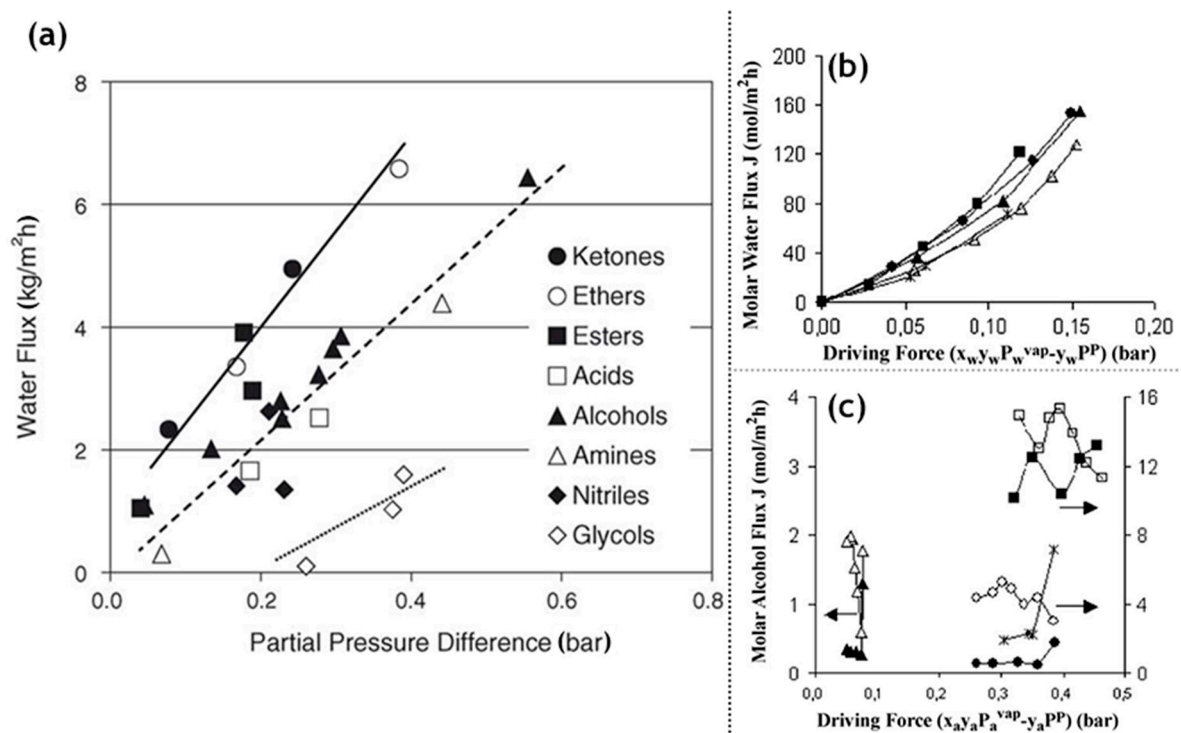 (a)
Water Flux (kg/m²h)
8
6
4
2
0
0.0 0.2 0.4 0.6 0.8
Partial Pressure Difference (bar)
Ketones
Ethers
Esters
Acids
Alcohols
Amines
Nitriles
Glycols
(b)
Molar Water Flux J (mol/m²h)
200
160
120
80
40
0
0,00 0,05 0,10 0,15 0,20
Driving Force (xwywPwvap-ywPP) (bar)
(c)
Molar Alcohol Flux J (mol/m²h)
4
3
2
1
0
16
12
8
4
0
0,0 0,1 0,2 0,3 0,4 0,5
Driving Force (xayaPavap-yaPP) (bar)